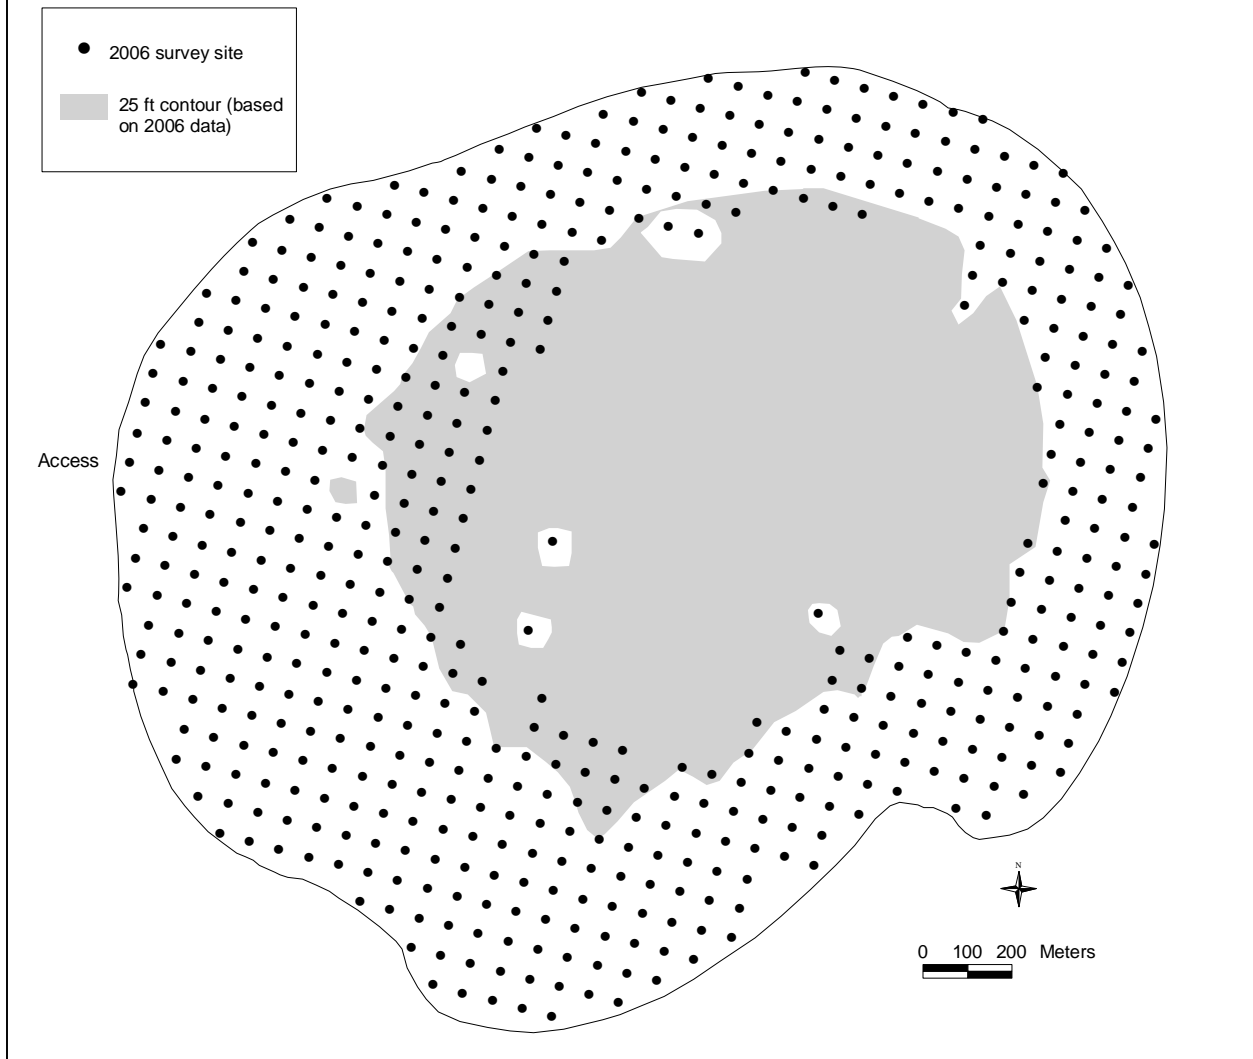 2006 survey site
25 ft contour (based
on 2006 data)
Access
N
0 100 200 Meters